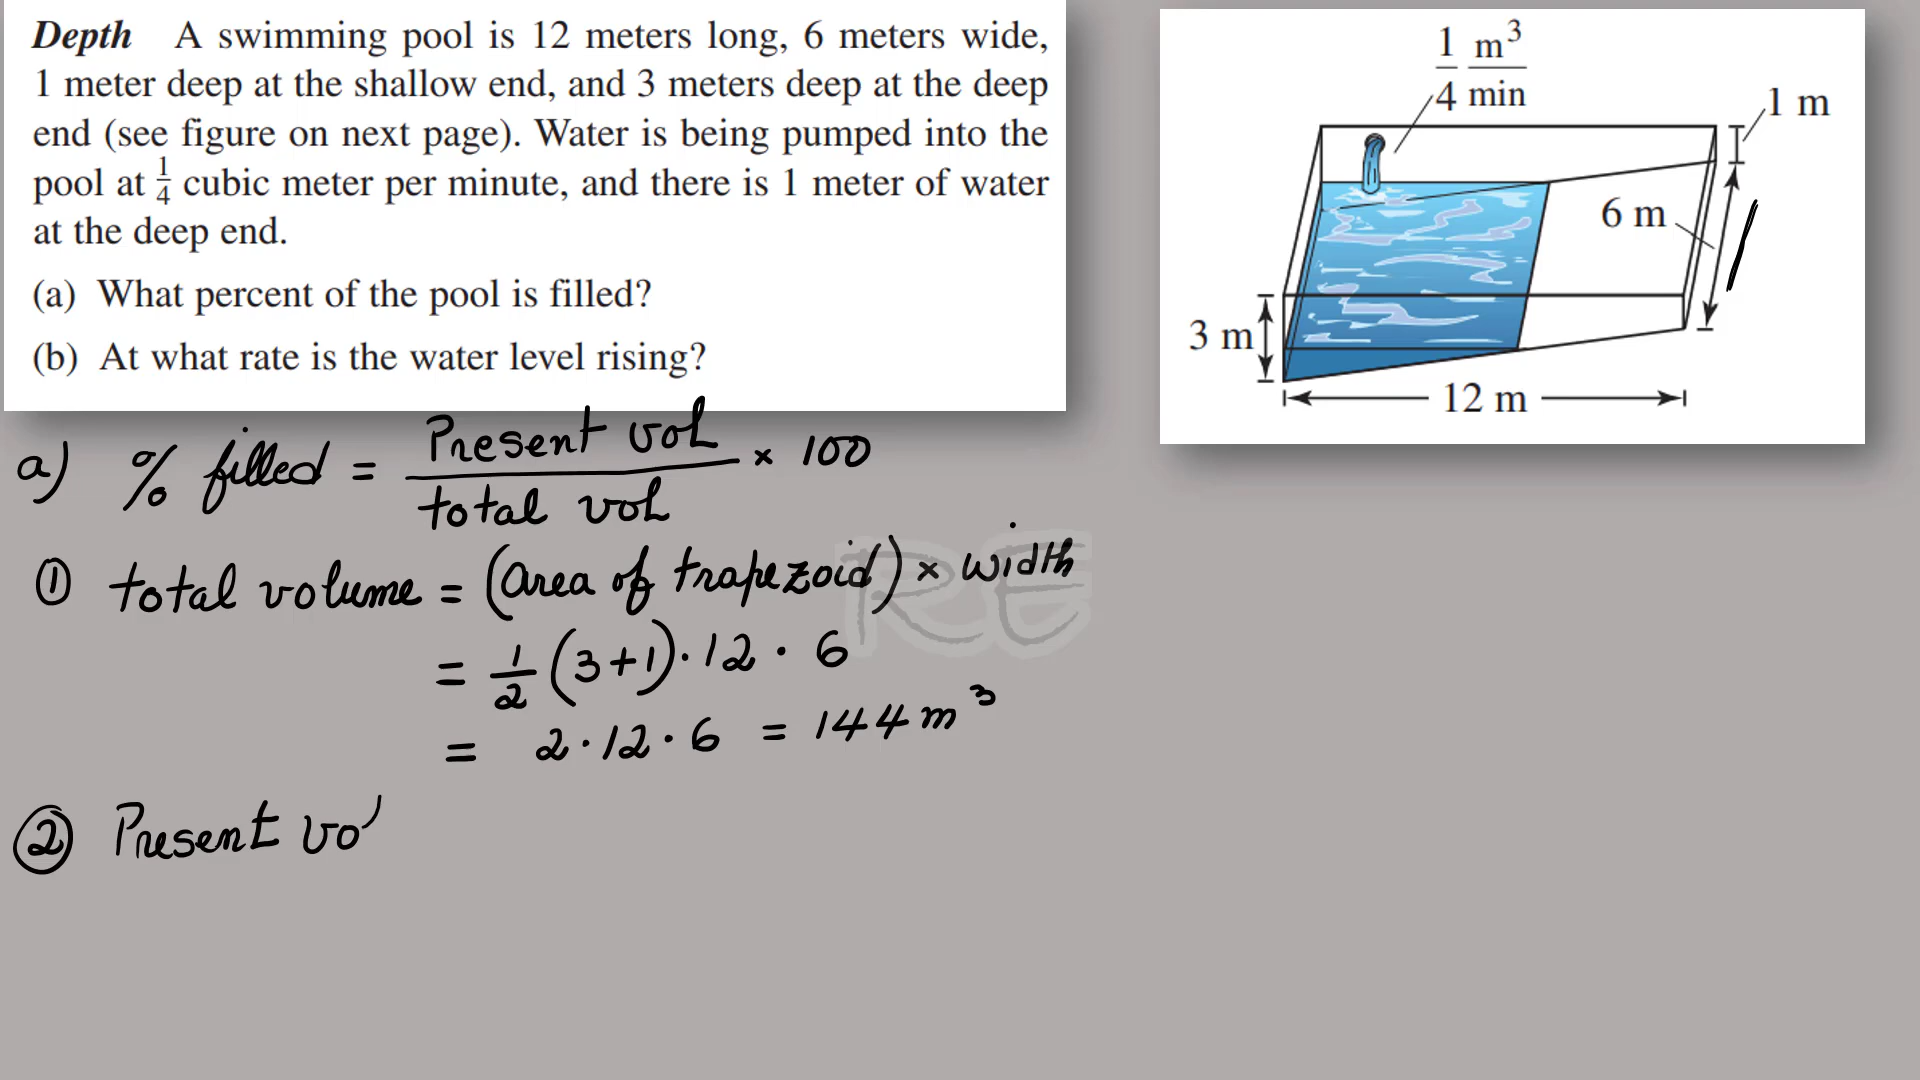 Depth A swimming pool is 12 meters long, 6 meters wide,
1 meter deep at the shallow end, and 3 meters deep at the deep
end (see figure on next page). Water is being pumped into the
pool at 1/4 cubic meter per minute, and there is 1 meter of water
at the deep end.
(a) What percent of the pool is filled?
(b) At what rate is the water level rising?
1/4 m³/min
1 m
6 m
3 m
12 m
a) % filled = Present vol / total vol × 100
① total volume = (area of trapezoid) × width
= 1/2 (3+1)·12·6
= 2·12·6 = 144 m³
② Present vo
RE